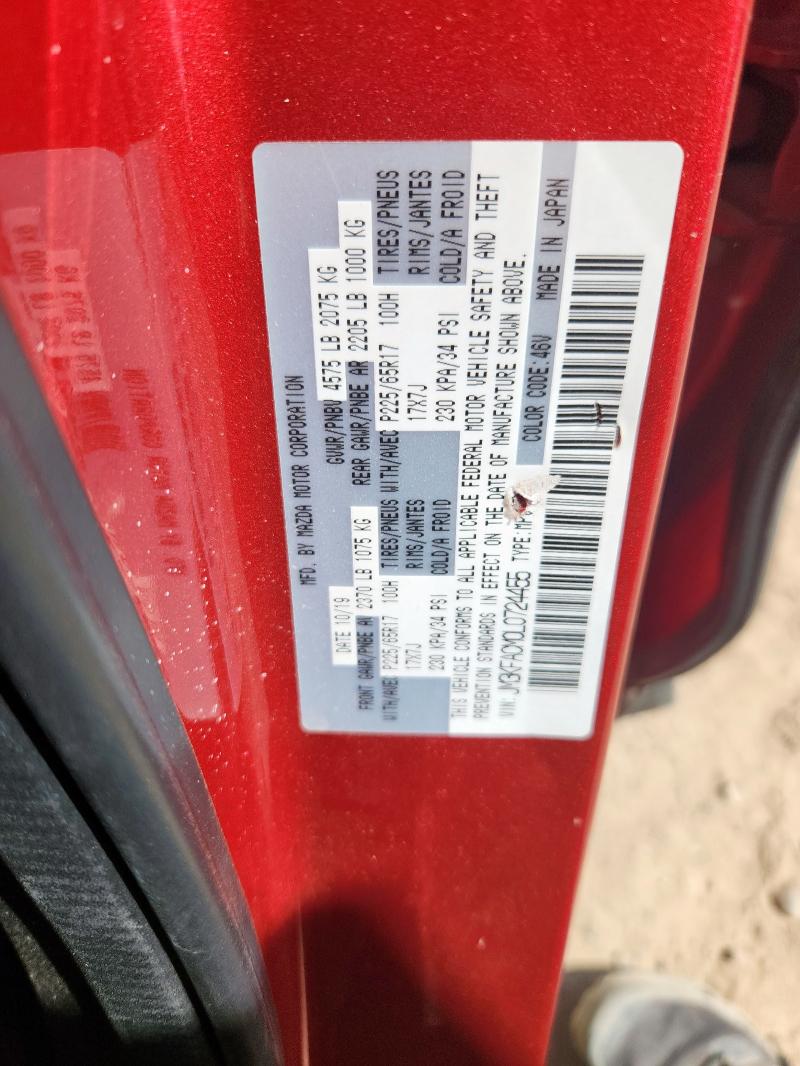 MFD. BY MAZDA MOTOR CORPORATION
DATE 10/19 GVWR/PNBV 4575 LB 2075 KG
FRONT GAWR/PNBE A 2370 LB 1075 KG REAR GAWR/PNBE AR 2205 LB 1000 KG
WITH/AVEC P225/65R17 100H TIRES/PNEUS WITH/AVEC P225/65R17 100H TIRES/PNEUS
17X7J RIMS/JANTES 17X7J RIMS/JANTES
230 KPA/34 PSI COLD/A FROID 230 KPA/34 PSI COLD/A FROID
THIS VEHICLE CONFORMS TO ALL APPLICABLE FEDERAL MOTOR VEHICLE SAFETY AND THEFT
PREVENTION STANDARDS IN EFFECT ON THE DATE OF MANUFACTURE SHOWN ABOVE.
VIN: JM3KFACM0L0724455 TYPE: COLOR CODE:46V MADE IN JAPAN